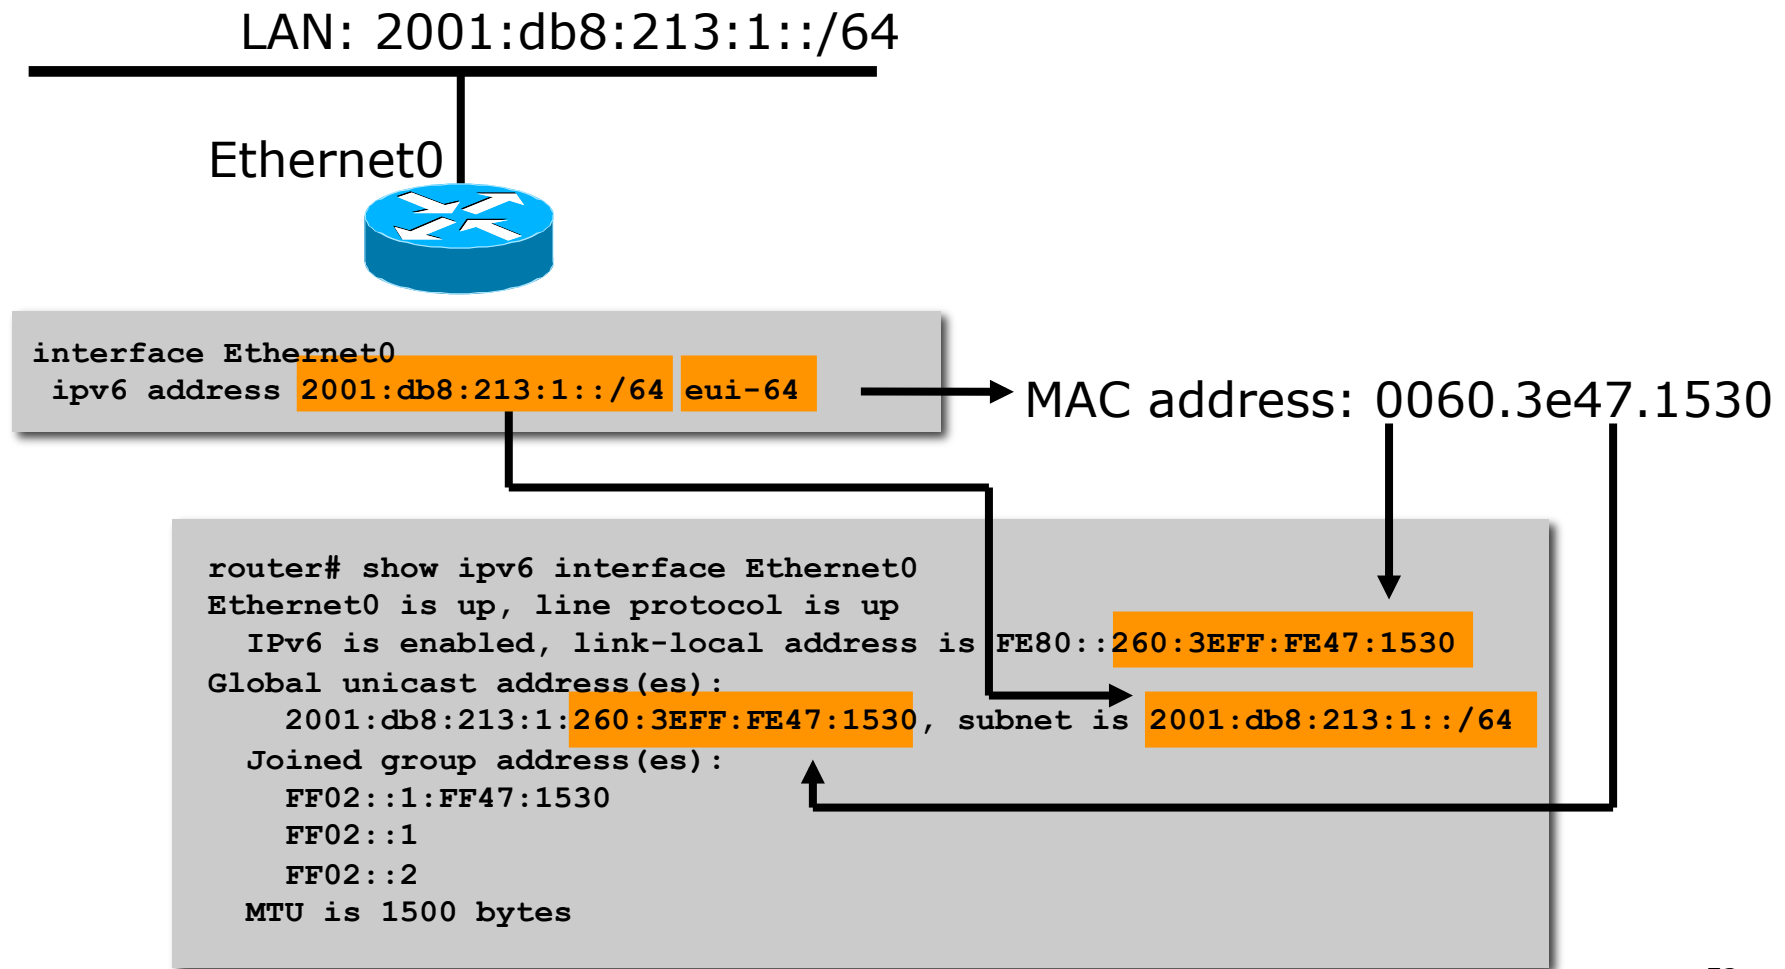 LAN: 2001:db8:213:1::/64
Ethernet0
interface Ethernet0
ipv6 address 2001:db8:213:1::/64 eui-64
MAC address: 0060.3e47.1530
router# show ipv6 interface Ethernet0
Ethernet0 is up, line protocol is up
IPv6 is enabled, link-local address is FE80::260:3EFF:FE47:1530
Global unicast address(es):
2001:db8:213:1:260:3EFF:FE47:1530, subnet is 2001:db8:213:1::/64
Joined group address(es):
FF02::1:FF47:1530
FF02::1
FF02::2
MTU is 1500 bytes